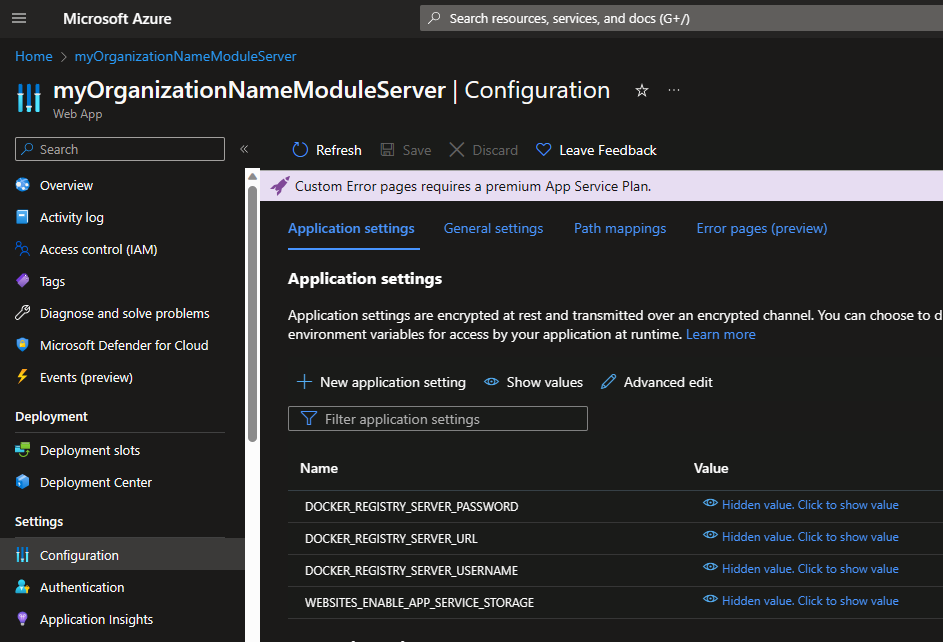 Microsoft Azure
Search resources, services, and docs (G+/)
Home > myOrganizationNameModuleServer
myOrganizationNameModuleServer | Configuration
Web App
Search
«
Refresh
Save
Discard
Leave Feedback
Custom Error pages requires a premium App Service Plan.
Overview
Activity log
Access control (IAM)
Tags
Diagnose and solve problems
Microsoft Defender for Cloud
Events (preview)
Deployment
Deployment slots
Deployment Center
Settings
Configuration
Authentication
Application Insights
Application settings
General settings
Path mappings
Error pages (preview)
Application settings
Application settings are encrypted at rest and transmitted over an encrypted channel. You can choose to d
environment variables for access by your application at runtime. Learn more
New application setting
Show values
Advanced edit
Filter application settings
Name Value
DOCKER_REGISTRY_SERVER_PASSWORD Hidden value. Click to show value
DOCKER_REGISTRY_SERVER_URL Hidden value. Click to show value
DOCKER_REGISTRY_SERVER_USERNAME Hidden value. Click to show value
WEBSITES_ENABLE_APP_SERVICE_STORAGE Hidden value. Click to show value